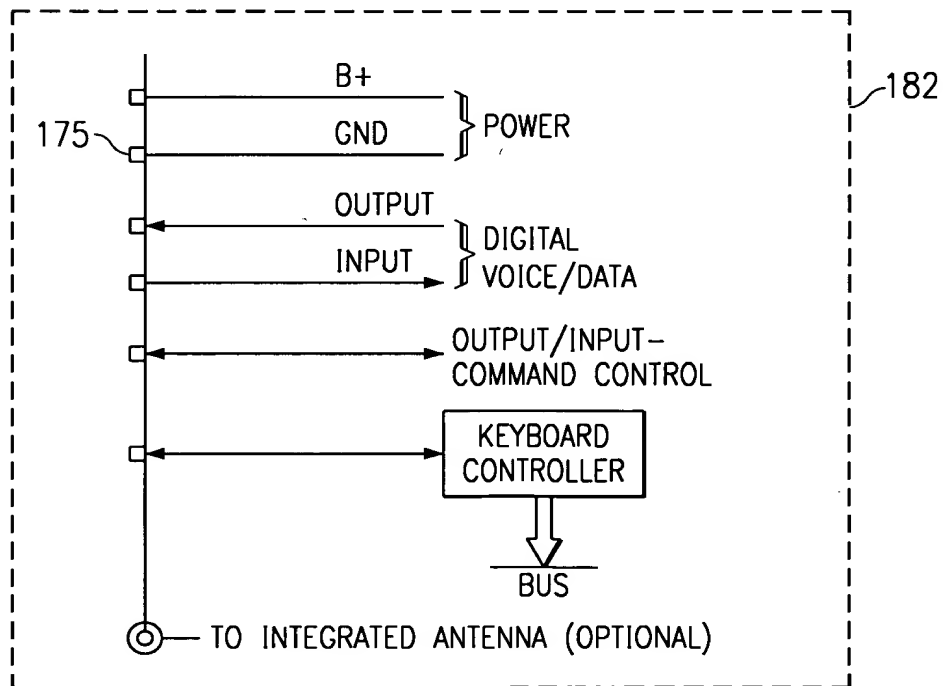 B+
182
175
GND
POWER
OUTPUT
DIGITAL
VOICE/DATA
INPUT
OUTPUT/INPUT-
COMMAND CONTROL
KEYBOARD
CONTROLLER
BUS
TO INTEGRATED ANTENNA (OPTIONAL)